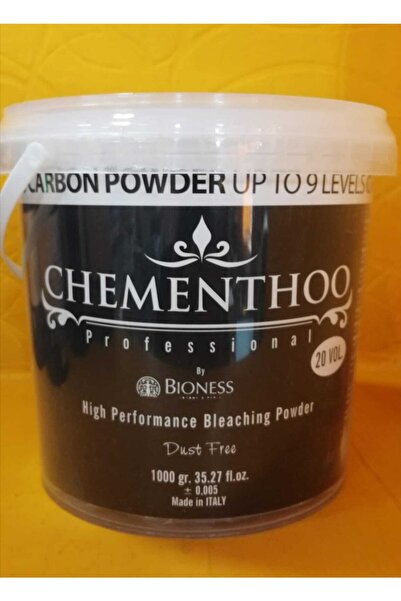 CARBON POWDER UP TO 9 LEVELS
CHEMENTHOO
Professional
20 VOL.
By
BIONESS
High Performance Bleaching Powder
Dust Free
1000 gr. 35.27 fl.oz.
± 0.005
Made in ITALY